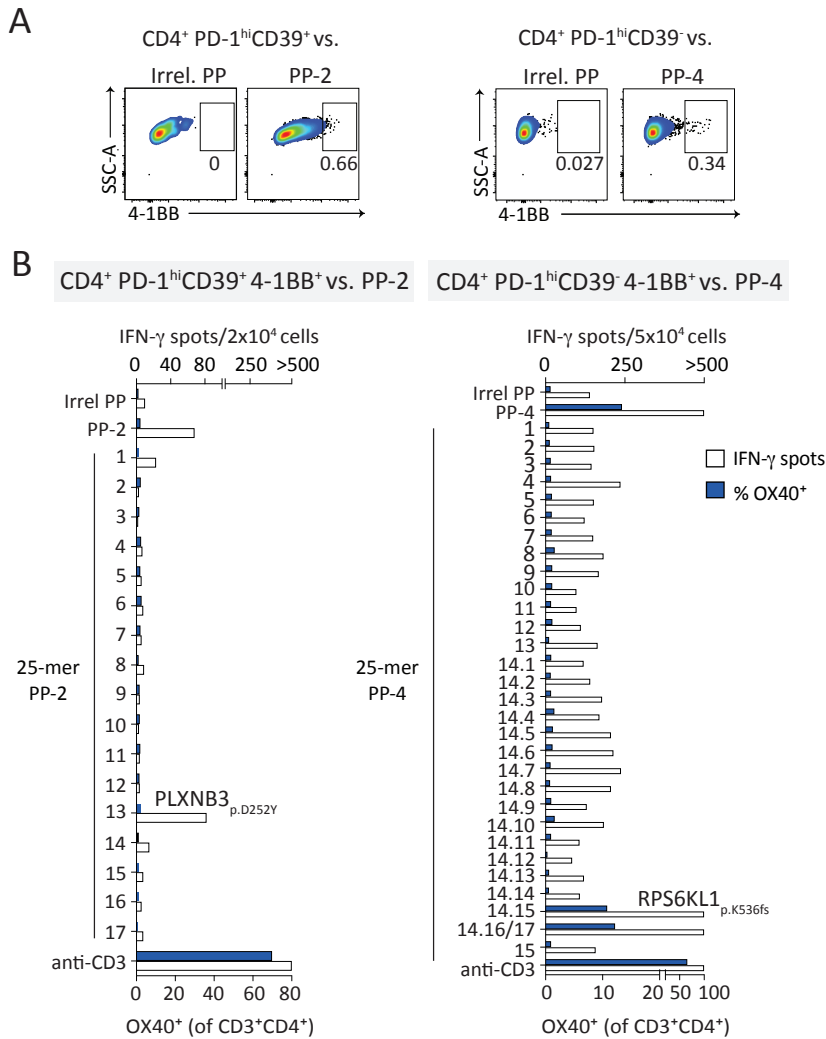 A
CD4⁺ PD-1ʰⁱCD39⁺ vs.
Irrel. PP
PP-2
SSC-A
0
0.66
4-1BB
CD4⁺ PD-1ʰⁱCD39⁻ vs.
Irrel. PP
PP-4
SSC-A
0.027
0.34
4-1BB
B
CD4⁺ PD-1ʰⁱCD39⁺ 4-1BB⁺ vs. PP-2
IFN-γ spots/2x10⁴ cells
0 40 80 250 >500
Irrel PP
PP-2
1
2
3
4
5
6
7
8
9
10
11
12
13
14
15
16
17
anti-CD3
25-mer
PP-2
PLXNB3p.D252Y
0 20 40 60 80
OX40⁺ (of CD3⁺CD4⁺)
CD4⁺ PD-1ʰⁱCD39⁻ 4-1BB⁺ vs. PP-4
IFN-γ spots/5x10⁴ cells
0 250 >500
Irrel PP
PP-4
1
2
3
4
5
6
7
8
9
10
11
12
13
14.1
14.2
14.3
14.4
14.5
14.6
14.7
14.8
14.9
14.10
14.11
14.12
14.13
14.14
14.15
14.16/17
15
anti-CD3
25-mer
PP-4
RPS6KL1p.K536fs
0 10 20 50 100
OX40⁺ (of CD3⁺CD4⁺)
IFN-γ spots
% OX40⁺